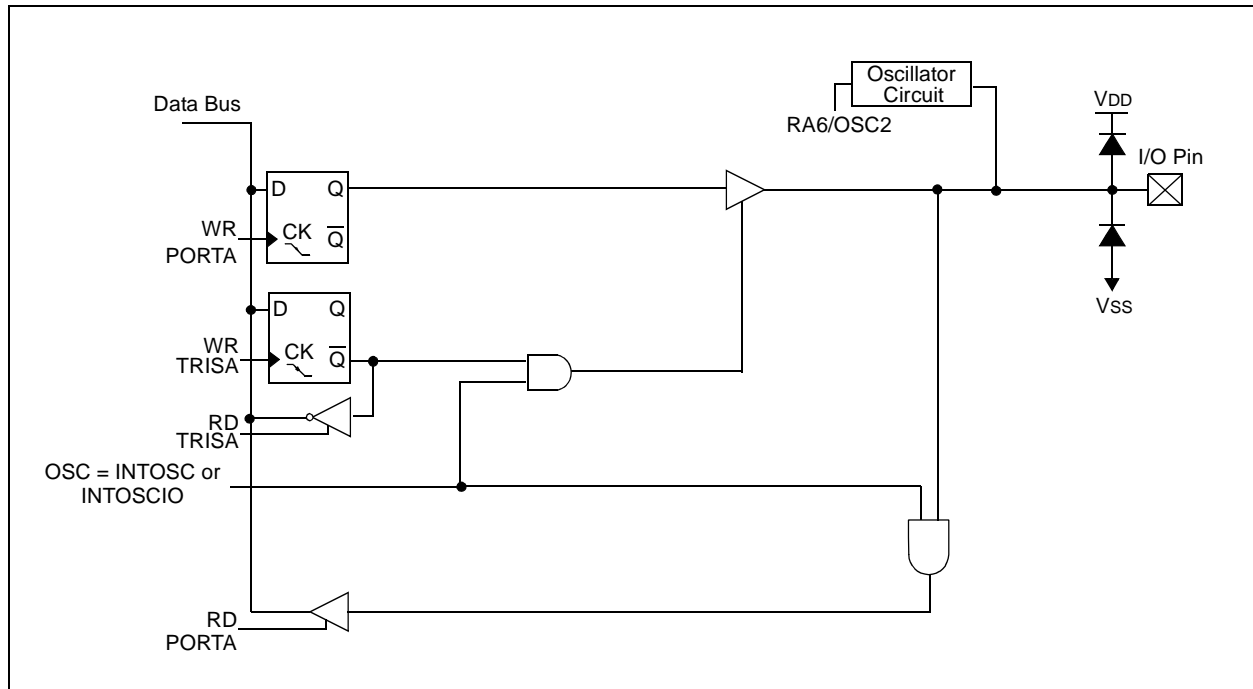 Oscillator
Circuit
Data Bus
RA6/OSC2
VDD
I/O Pin
D Q
WR
PORTA
CK Q̅
VSS
D Q
WR
TRISA
CK Q̅
RD
TRISA
OSC = INTOSC or
INTOSCIO
RD
PORTA